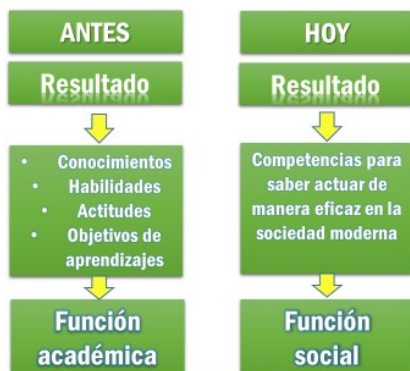 ANTES
Resultado
• Conocimientos
• Habilidades
• Actitudes
• Objetivos de
aprendizajes
Función
académica
HOY
Resultado
Competencias para
saber actuar de
manera eficaz en la
sociedad moderna
Función
social